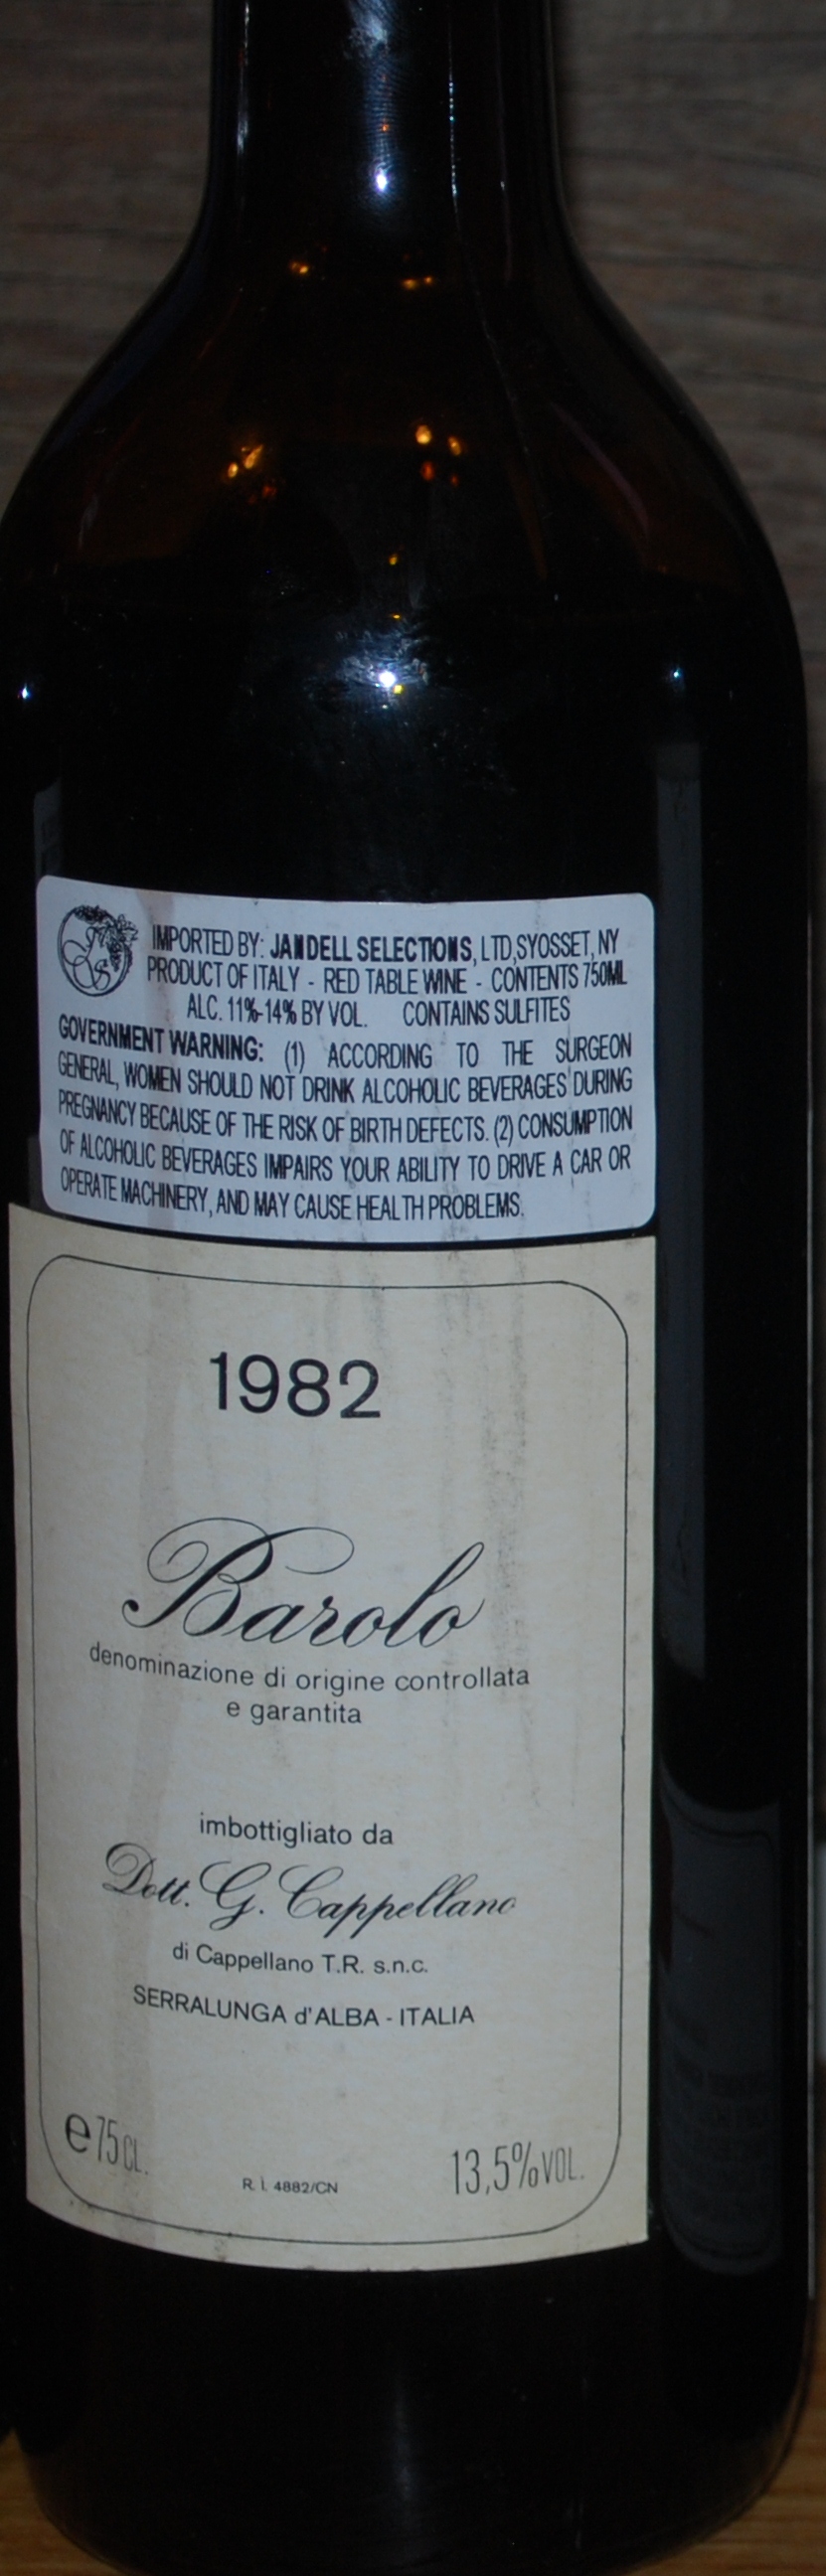 IMPORTED BY: JANDELL SELECTIONS, LTD,SYOSSET, NY
PRODUCT OF ITALY - RED TABLE WINE - CONTENTS 750ML
ALC. 11%-14% BY VOL. CONTAINS SULFITES
GOVERNMENT WARNING: (1) ACCORDING TO THE SURGEON
GENERAL, WOMEN SHOULD NOT DRINK ALCOHOLIC BEVERAGES DURING
PREGNANCY BECAUSE OF THE RISK OF BIRTH DEFECTS. (2) CONSUMPTION
OF ALCOHOLIC BEVERAGES IMPAIRS YOUR ABILITY TO DRIVE A CAR OR
OPERATE MACHINERY, AND MAY CAUSE HEALTH PROBLEMS.
1982
Barolo
denominazione di origine controllata
e garantita
imbottigliato da
Dott. G. Cappellano
di Cappellano T.R. s.n.c.
SERRALUNGA d'ALBA - ITALIA
e 75 CL.
R. I. 4882/CN
13,5% VOL.